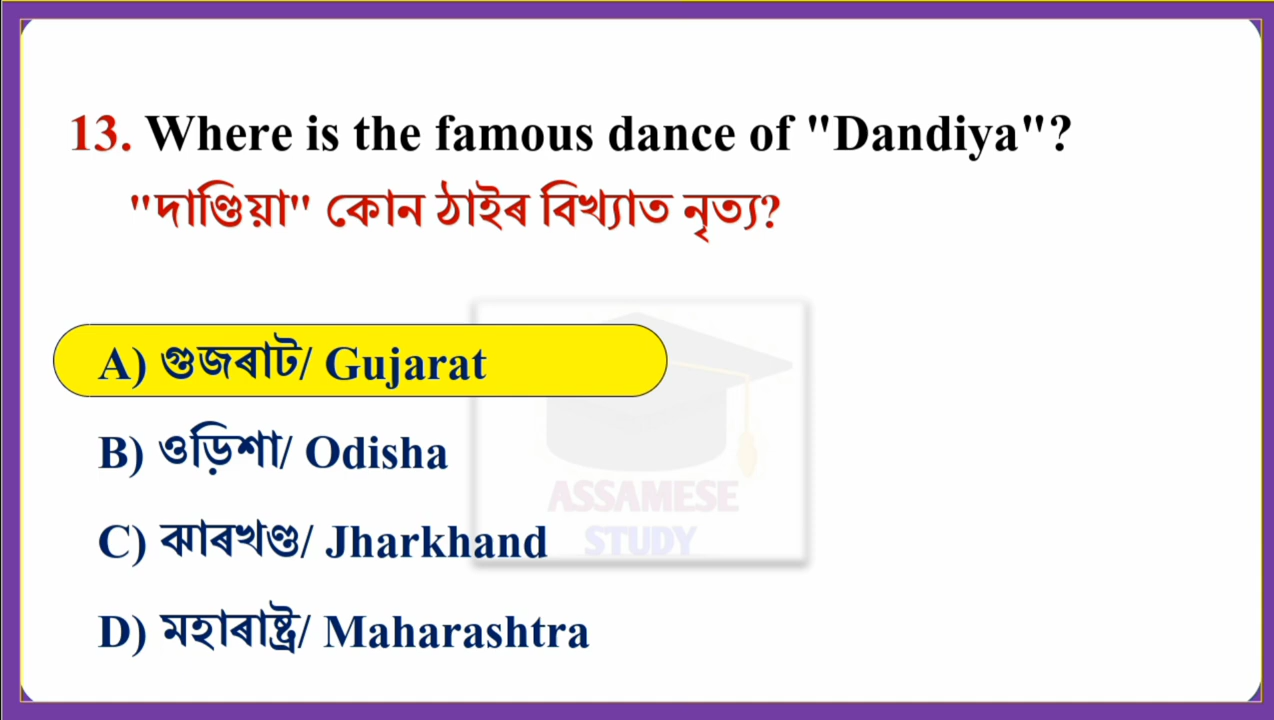 13. Where is the famous dance of "Dandiya"?
"দাণ্ডিয়া" কোন ঠাইৰ বিখ্যাত নৃত্য?
A) গুজৰাট/ Gujarat
B) ওড়িশা/ Odisha
C) ঝাৰখণ্ড/ Jharkhand
D) মহাৰাষ্ট্ৰ/ Maharashtra
ASSAMESE
STUDY